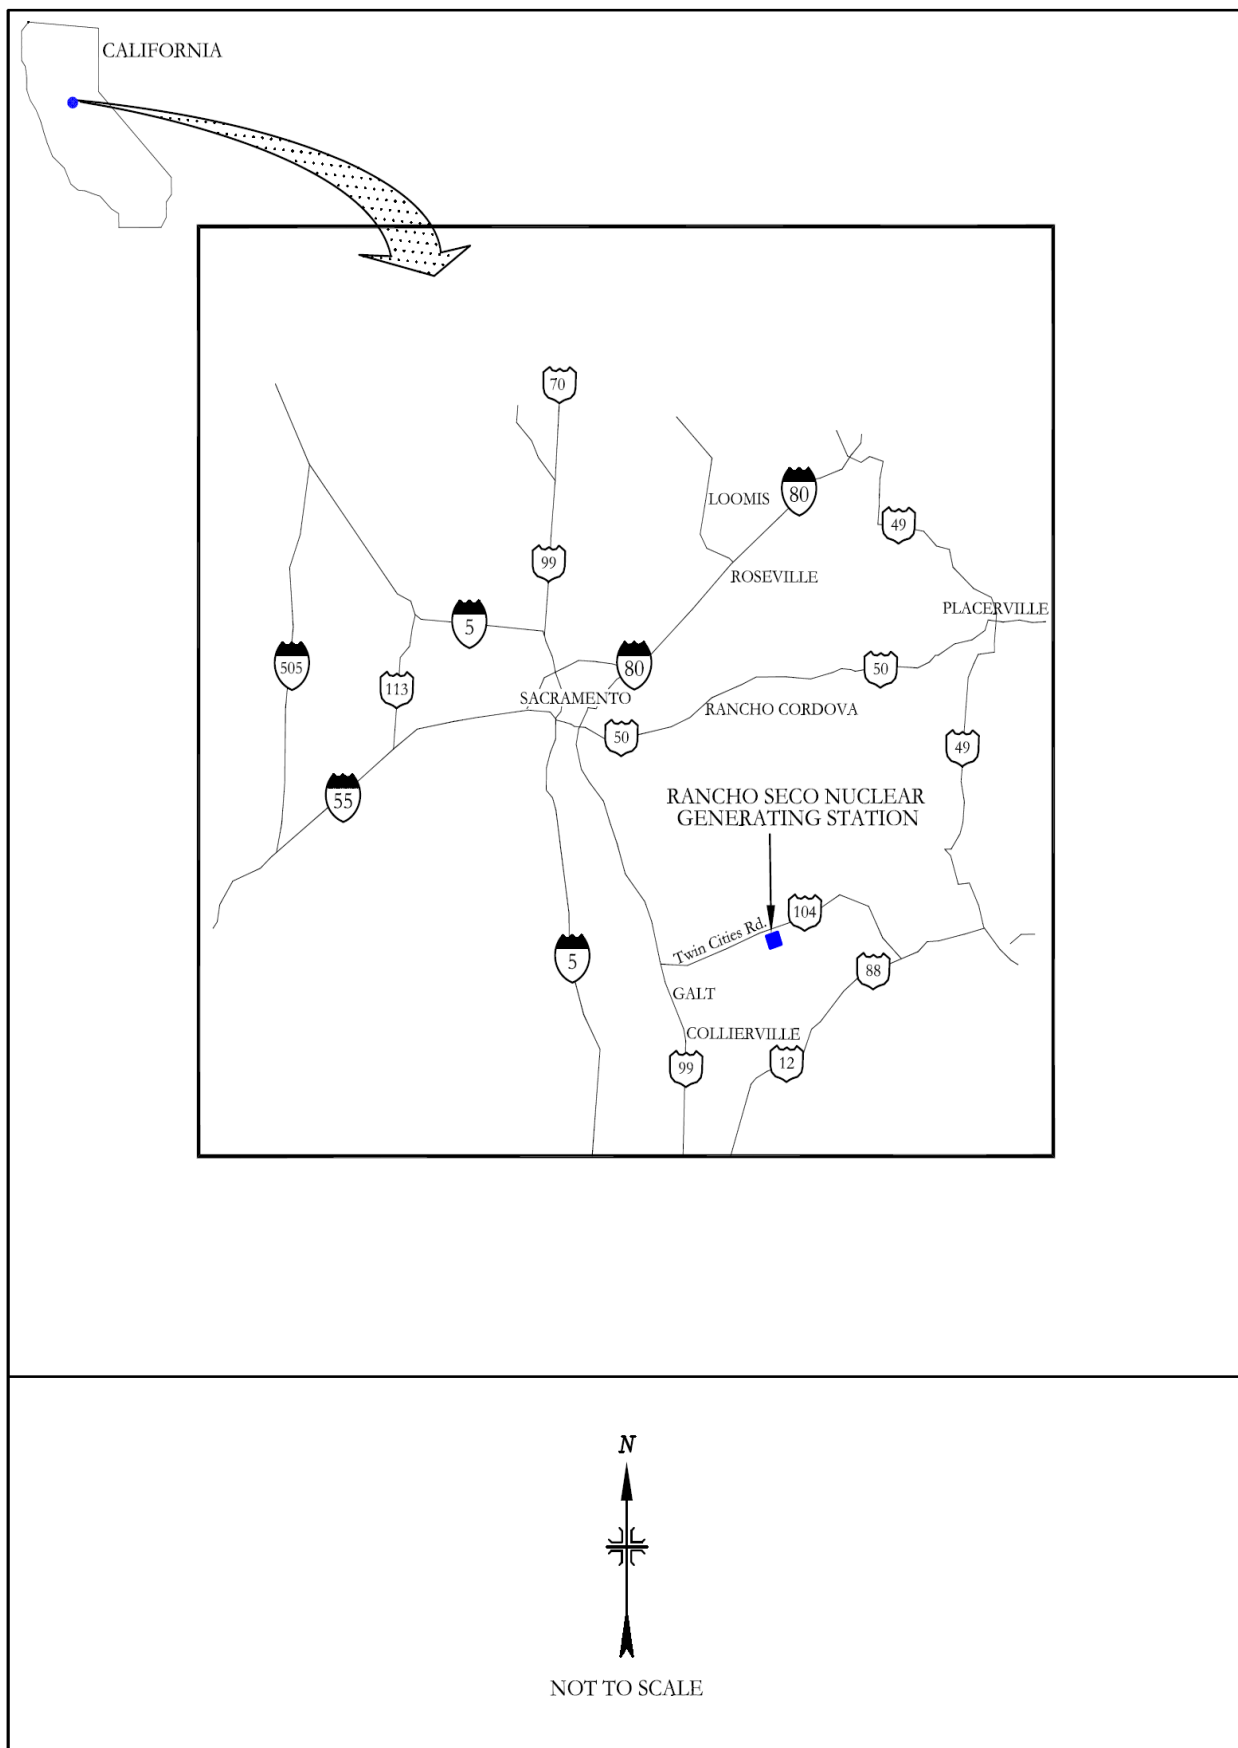 CALIFORNIA
70
80
LOOMIS
49
99
ROSEVILLE
PLACERVILLE
5
505
80
50
113
SACRAMENTO
RANCHO CORDOVA
50
49
55
RANCHO SECO NUCLEAR
GENERATING STATION
104
Twin Cities Rd.
5
88
GALT
COLLIERVILLE
99
12
N
NOT TO SCALE